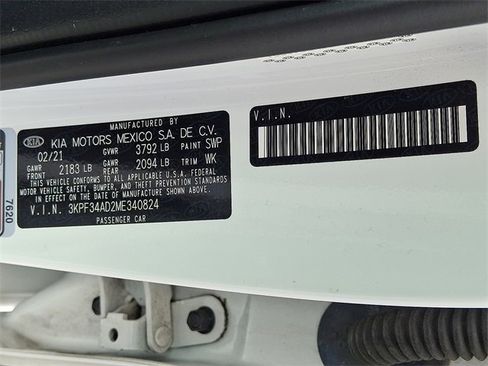 MANUFACTURED BY
KIA KIA MOTORS MEXICO S.A. DE C.V.
02/21 GVWR 3792 LB PAINT SWP
GAWR FRONT 2183 LB GAWR REAR 2094 LB TRIM WK
THIS VEHICLE CONFORMS TO ALL APPLICABLE U.S.A. FEDERAL
MOTOR VEHICLE SAFETY, BUMPER, AND THEFT PREVENTION STANDARDS
IN EFFECT ON THE DATE OF MANUFACTURE SHOWN ABOVE.
V.I.N. 3KPF34AD2ME340824
PASSENGER CAR
V.I.N.
7620